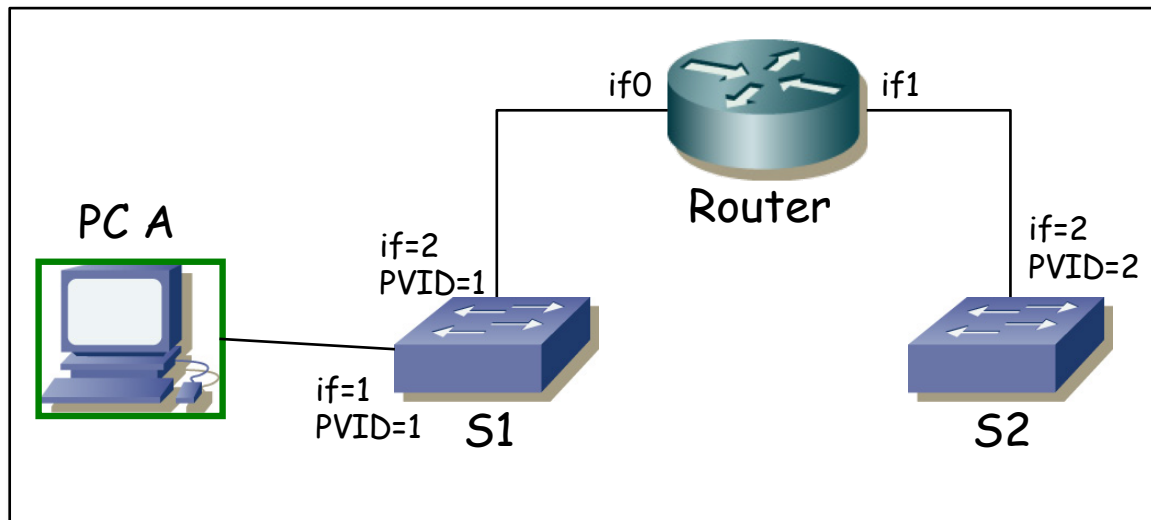 if0
if1
Router
PC A
if=2
PVID=1
if=2
PVID=2
if=1
PVID=1
S1
S2